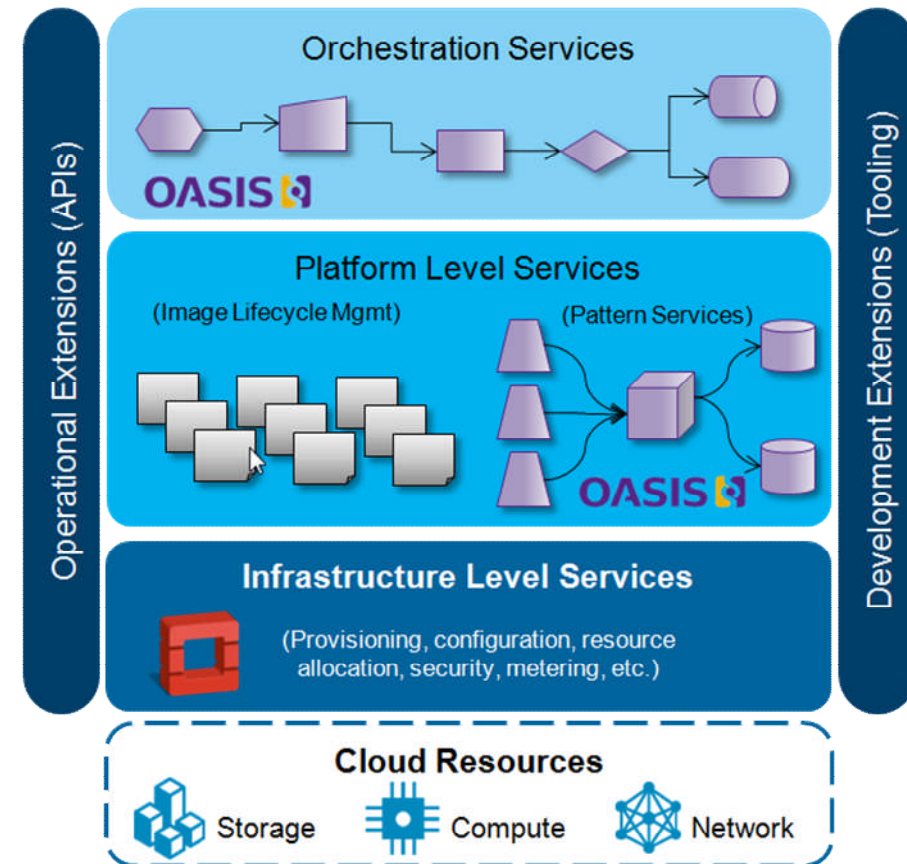 Operational Extensions (APIs)
Orchestration Services
OASIS
Platform Level Services
(Image Lifecycle Mgmt)
(Pattern Services)
OASIS
Infrastructure Level Services
(Provisioning, configuration, resource
allocation, security, metering, etc.)
Cloud Resources
Storage
Compute
Network
Development Extensions (Tooling)